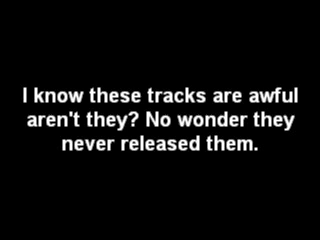 I know these tracks are awful
aren't they? No wonder they
never released them.